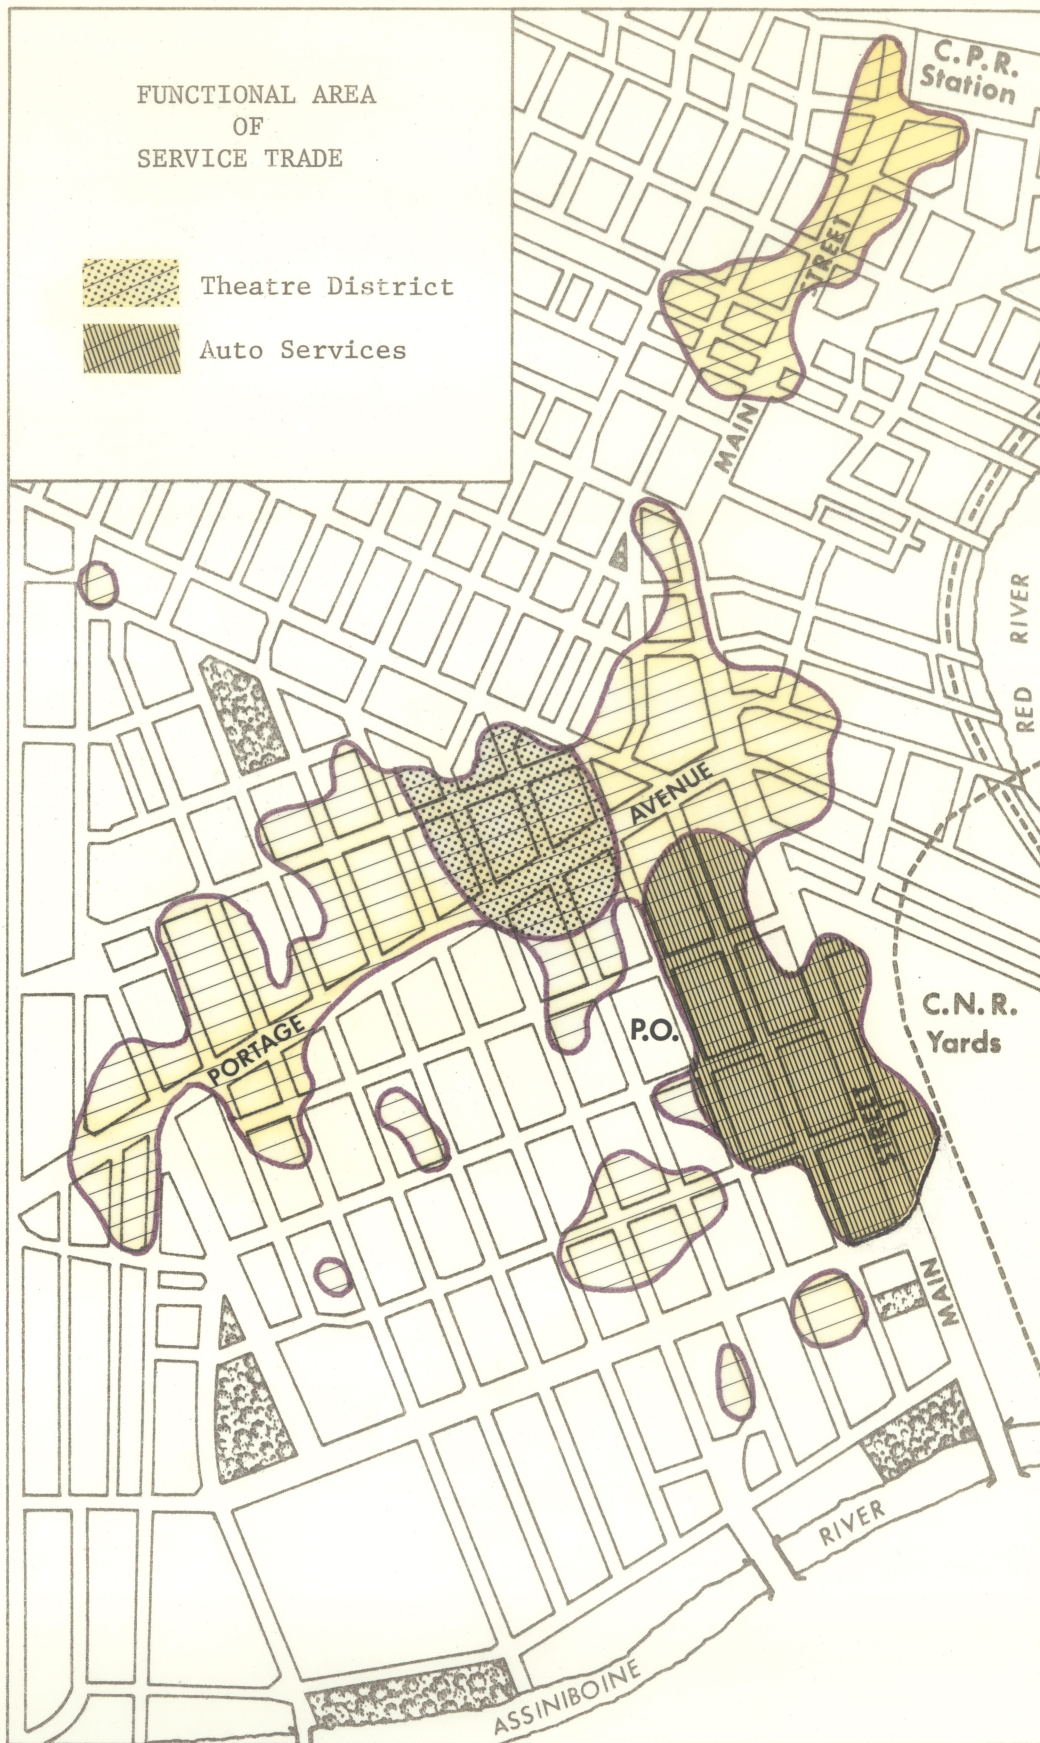 FUNCTIONAL AREA
OF
SERVICE TRADE
Theatre District
Auto Services
C.P.R.
Station
STREET
MAIN
RED RIVER
AVENUE
PORTAGE
P.O.
C.N.R.
Yards
STREET
MAIN
RIVER
ASSINIBOINE